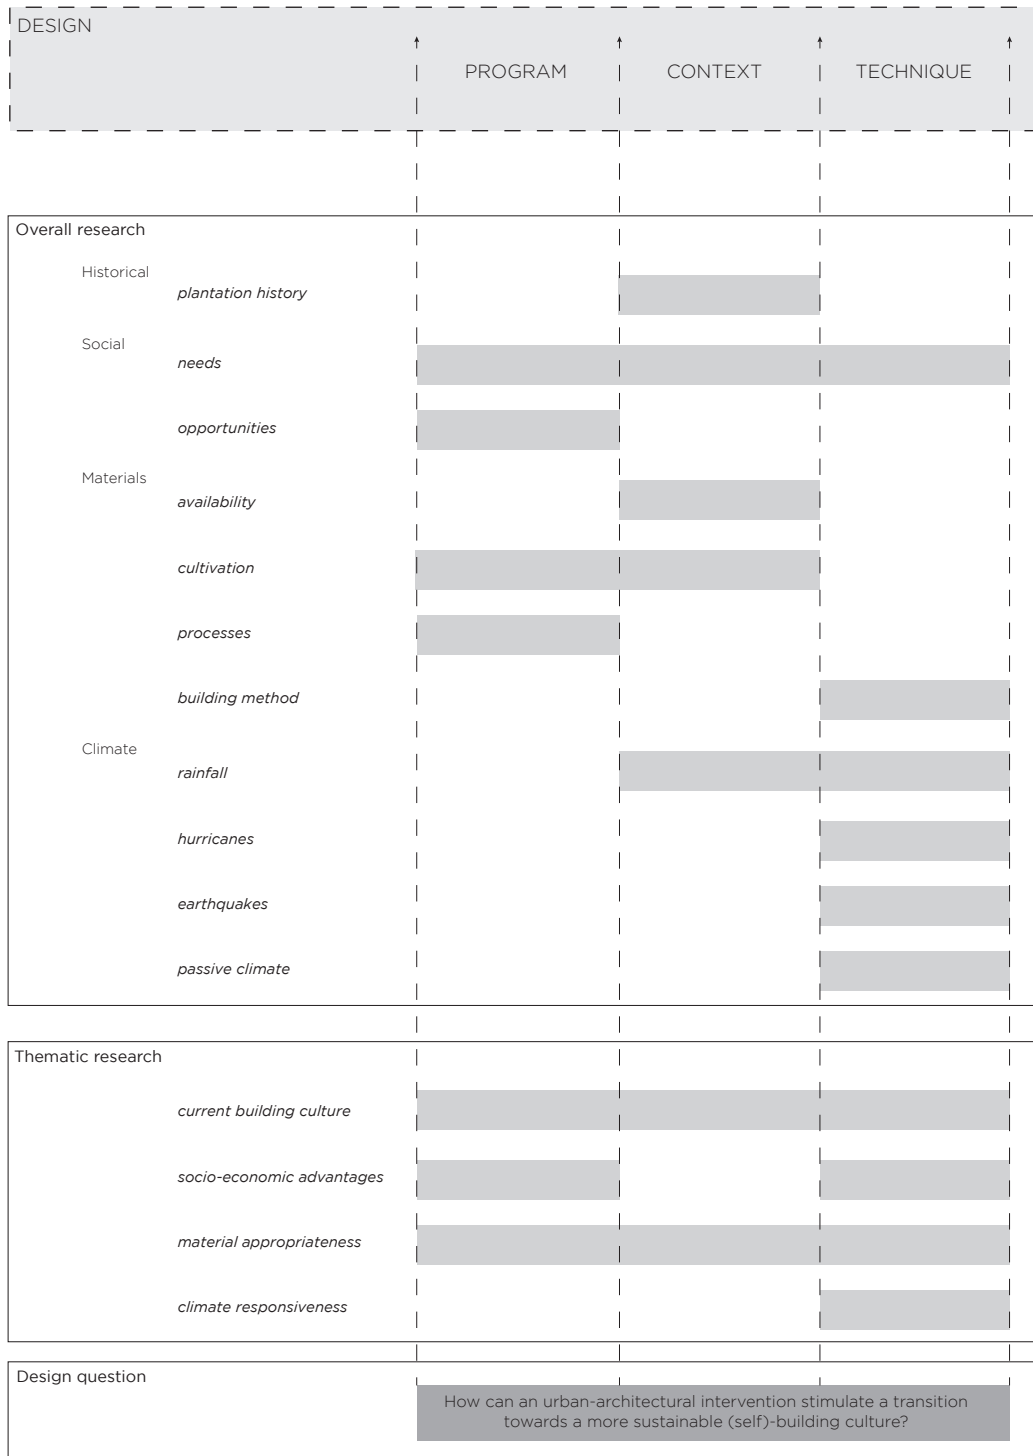 DESIGN
PROGRAM
CONTEXT
TECHNIQUE
Overall research
Historical
plantation history
Social
needs
opportunities
Materials
availability
cultivation
processes
building method
Climate
rainfall
hurricanes
earthquakes
passive climate
Thematic research
current building culture
socio-economic advantages
material appropriateness
climate responsiveness
Design question
How can an urban-architectural intervention stimulate a transition
towards a more sustainable (self)-building culture?